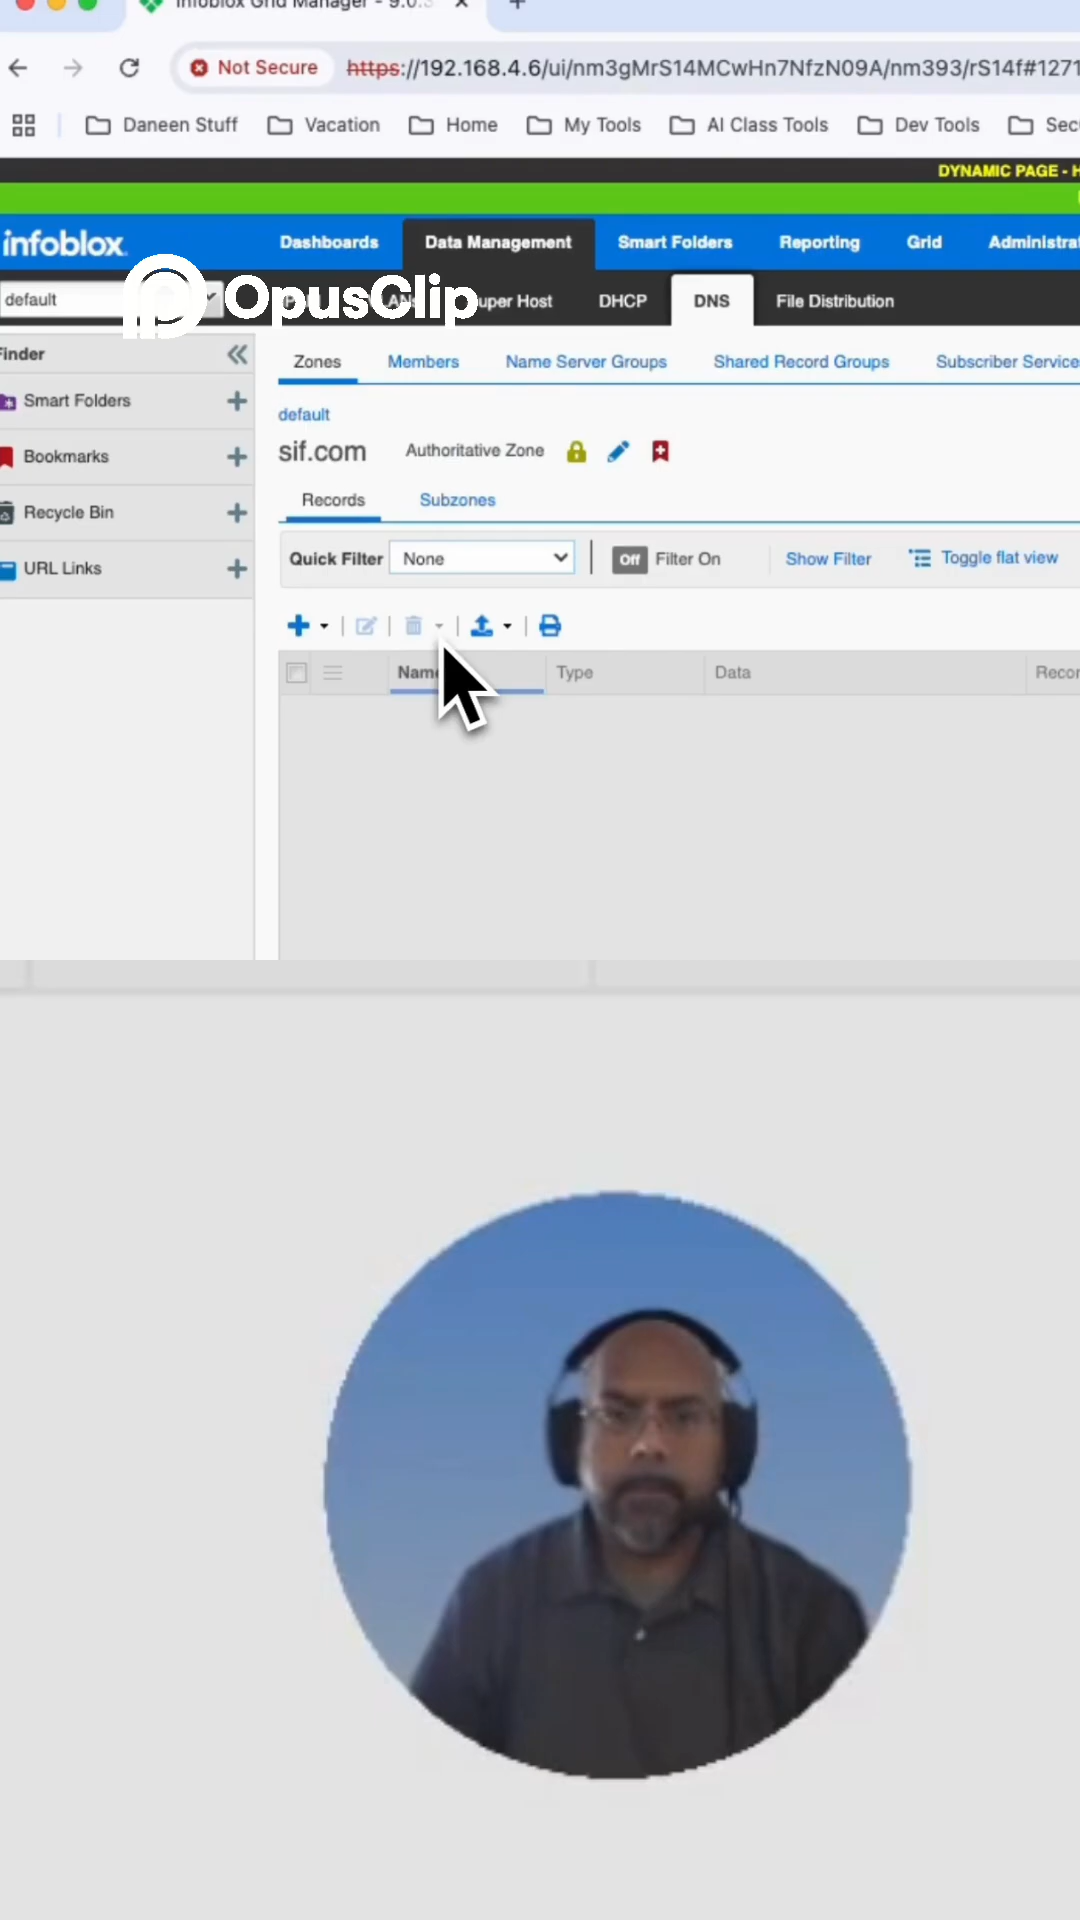 Infoblox Grid Manager - 9.0.3
Not Secure https://192.168.4.6/ui/nm3gMrS14MCwHn7NfzN09A/nm393/rS14f#1271
Daneen Stuff Vacation Home My Tools AI Class Tools Dev Tools Sec
DYNAMIC PAGE - H
infoblox. Dashboards Data Management Smart Folders Reporting Grid Administra
default OpusClip uper Host DHCP DNS File Distribution
Finder
Zones Members Name Server Groups Shared Record Groups Subscriber Service
Smart Folders
default
Bookmarks
sif.com Authoritative Zone
Recycle Bin
Records Subzones
URL Links
Quick Filter None Off Filter On Show Filter Toggle flat view
Name Type Data Recor